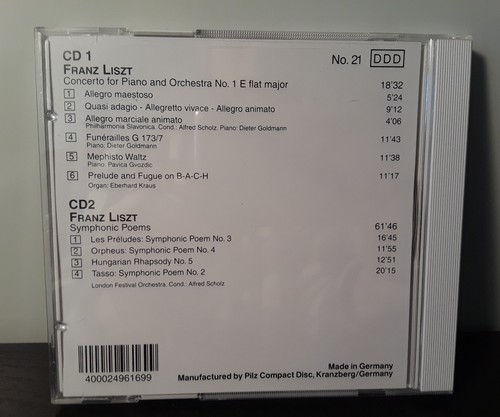 CD 1 No. 21 DDD
FRANZ LISZT
Concerto for Piano and Orchestra No. 1 E flat major 18'32
1 Allegro maestoso 5'24
2 Quasi adagio - Allegretto vivace - Allegro animato 9'12
3 Allegro marciale animato 4'06
Philharmonia Slavonica, Cond.: Alfred Scholz, Piano: Dieter Goldmann
4 Funérailles G 173/7 11'43
Piano: Dieter Goldmann
5 Mephisto Waltz 11'38
Piano: Pavica Gvozdic
6 Prelude and Fugue on B-A-C-H 11'17
Organ: Eberhard Kraus
CD2
FRANZ LISZT
Symphonic Poems 61'46
1 Les Préludes: Symphonic Poem No. 3 16'45
2 Orpheus: Symphonic Poem No. 4 11'55
3 Hungarian Rhapsody No. 5 12'51
4 Tasso: Symphonic Poem No. 2 20'15
London Festival Orchestra, Cond.: Alfred Scholz
400024961699
Made in Germany
Manufactured by Pilz Compact Disc, Kranzberg/Germany